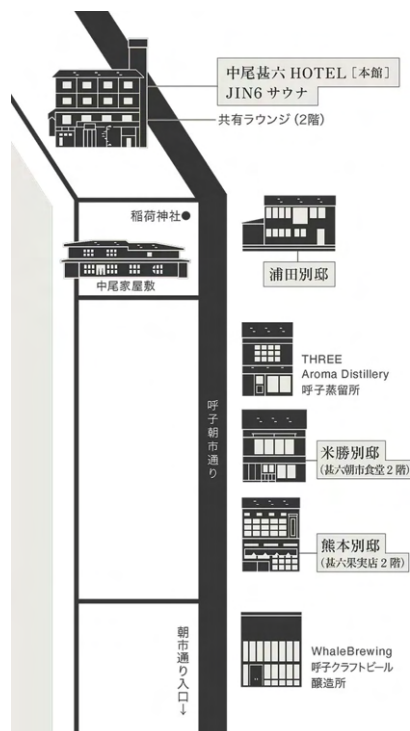 中尾甚六 HOTEL［本館］
JIN6 サウナ
共有ラウンジ（2階）
稲荷神社●
浦田別邸
中尾家屋敷
THREE
Aroma Distillery
呼子蒸留所
呼子朝市通り
米勝別邸
（甚六朝市食堂2階）
熊本別邸
（甚六果実店2階）
朝市通り入口→
WhaleBrewing
呼子クラフトビール
醸造所